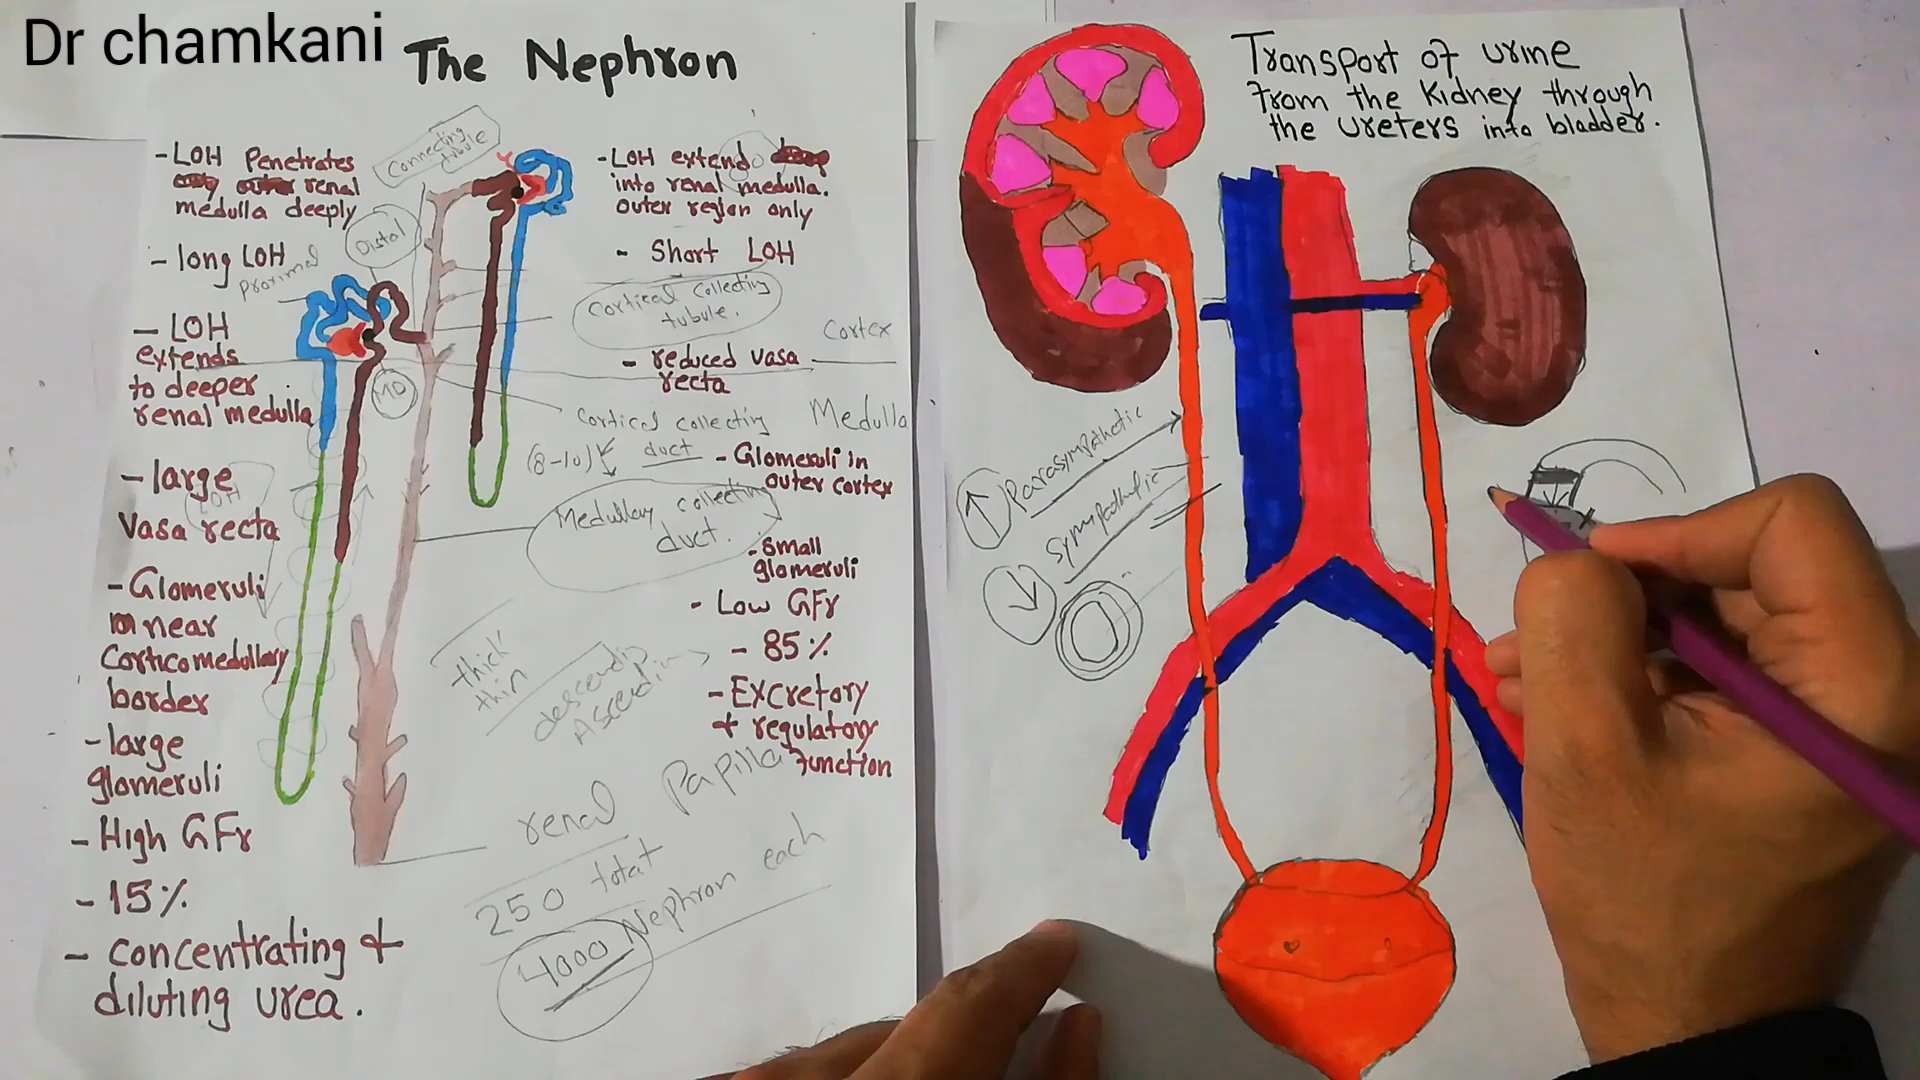 Dr chamkani
The Nephron
Connecting
tubule
-LOH Penetrates
renal
medulla deeply
Distal
- long LOH
Proximal
- LOH
extends
to deeper
renal medulla
MD
- large
Vasa recta
LOH
- Glomeruli
near
Corticomedullary
border
- large
glomeruli
- High GFr
- 15%
- concentrating +
diluting urea.
-LOH extend
into renal medulla.
outer region only
- Short LOH
Cortical collecting
tubule.
Cortex
- reduced vasa
recta
Cortical collecting
duct
Medulla
(8-10)
- Glomeruli in
outer cortex
Medullary collecting
duct.
- Small
glomeruli
- Low GFr
- 85%
- Excretory
+ regulatory
function
thick
thin
descending
Ascending
renal Papilla
250 total
4000 Nephron each
Transport of urine
from the Kidney through
the ureters into bladder.
Parasympathetic
Sympathetic